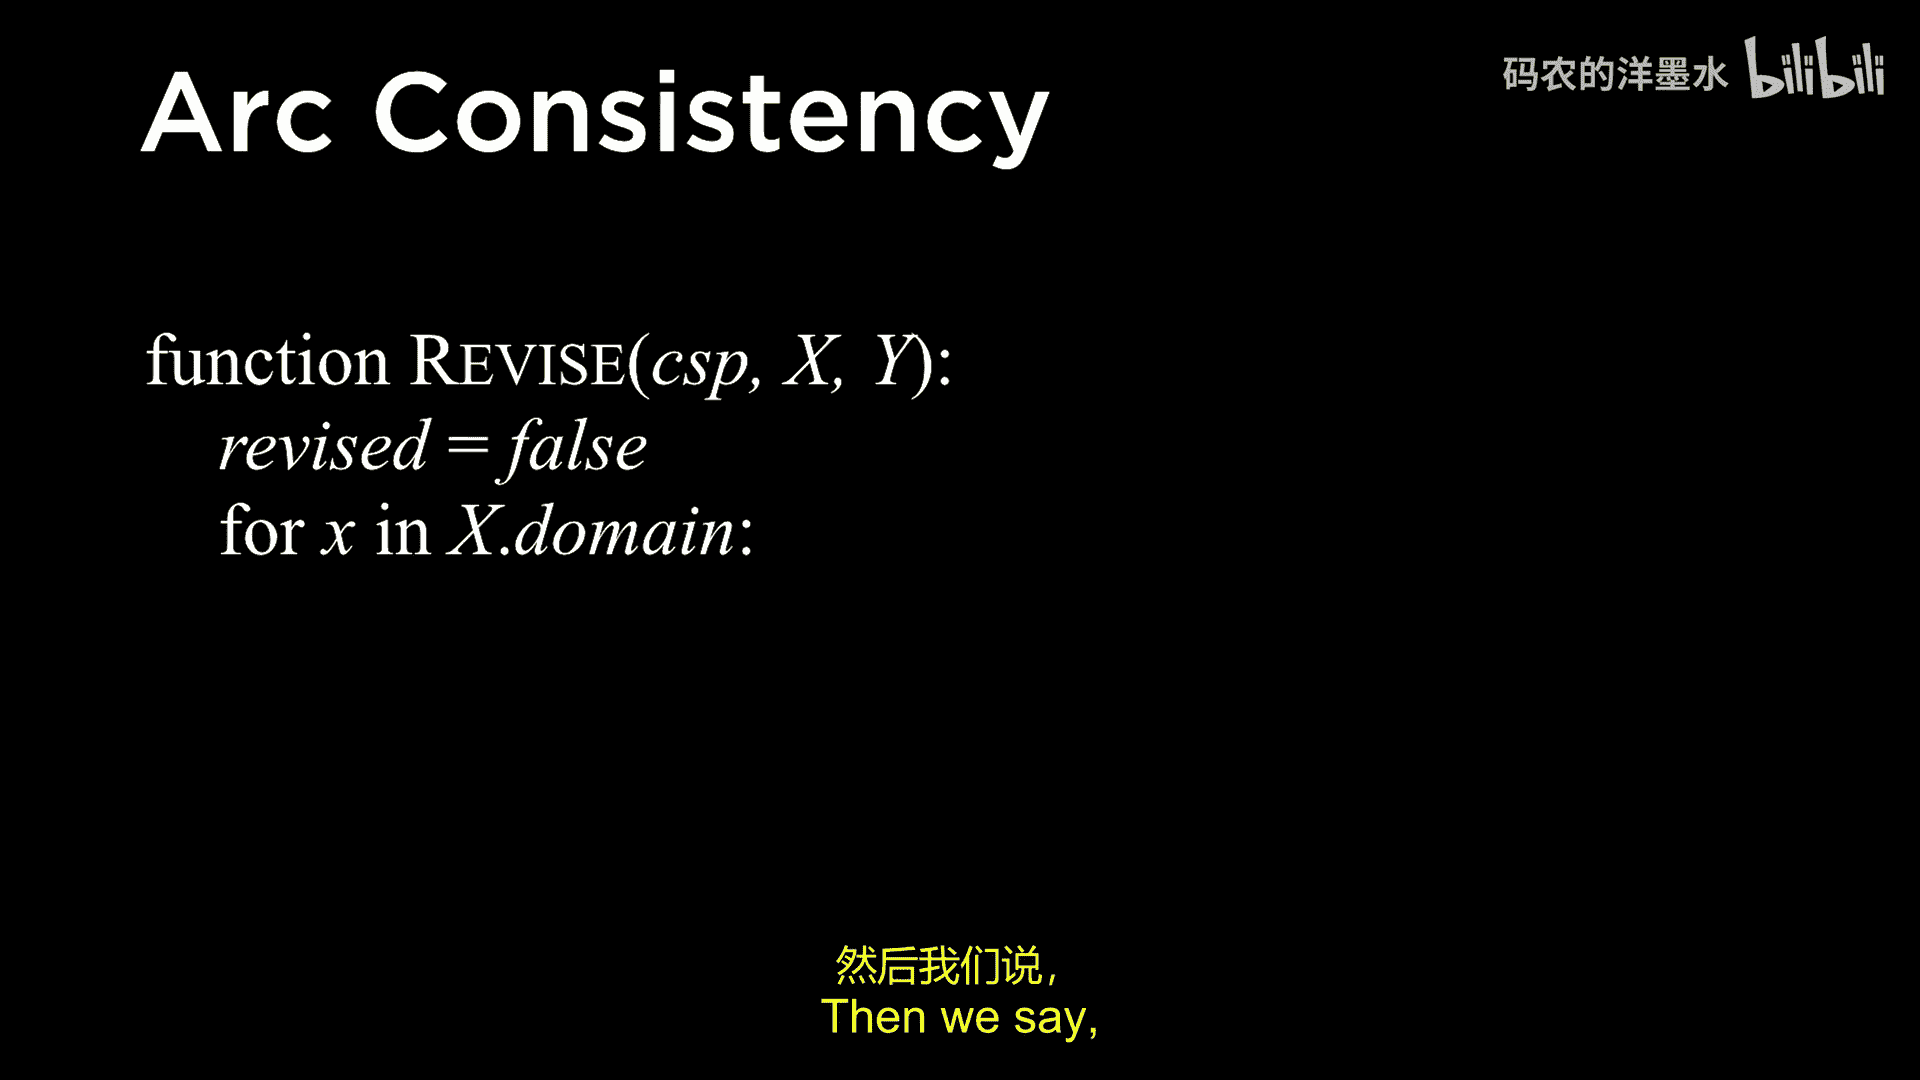 码农的洋墨水 bilibili
Arc Consistency
function REVISE(csp, X, Y):
revised = false
for x in X.domain:
然后我们说，
Then we say,